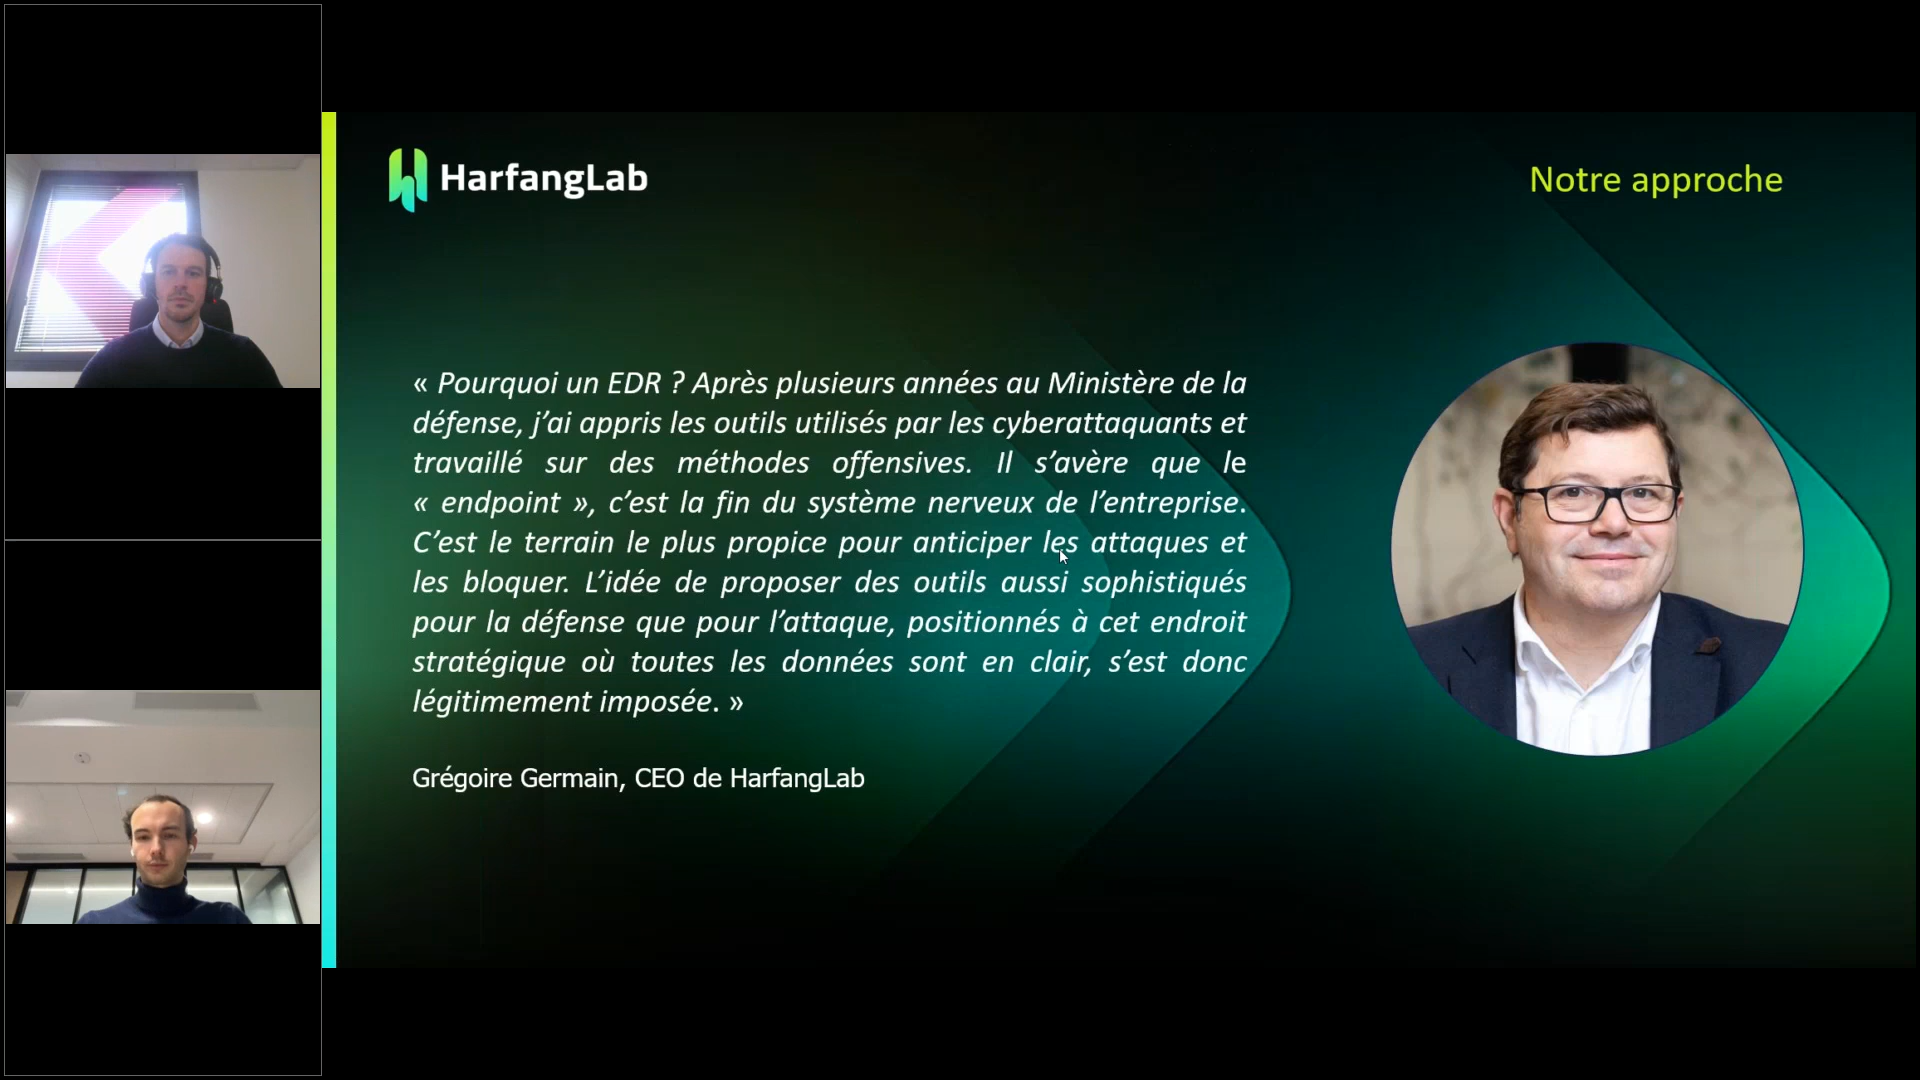 HarfangLab
Notre approche
« Pourquoi un EDR ? Après plusieurs années au Ministère de la
défense, j’ai appris les outils utilisés par les cyberattaquants et
travaillé sur des méthodes offensives. Il s’avère que le
« endpoint », c’est la fin du système nerveux de l’entreprise.
C’est le terrain le plus propice pour anticiper les attaques et
les bloquer. L’idée de proposer des outils aussi sophistiqués
pour la défense que pour l’attaque, positionnés à cet endroit
stratégique où toutes les données sont en clair, s’est donc
légitimement imposée. »
Grégoire Germain, CEO de HarfangLab